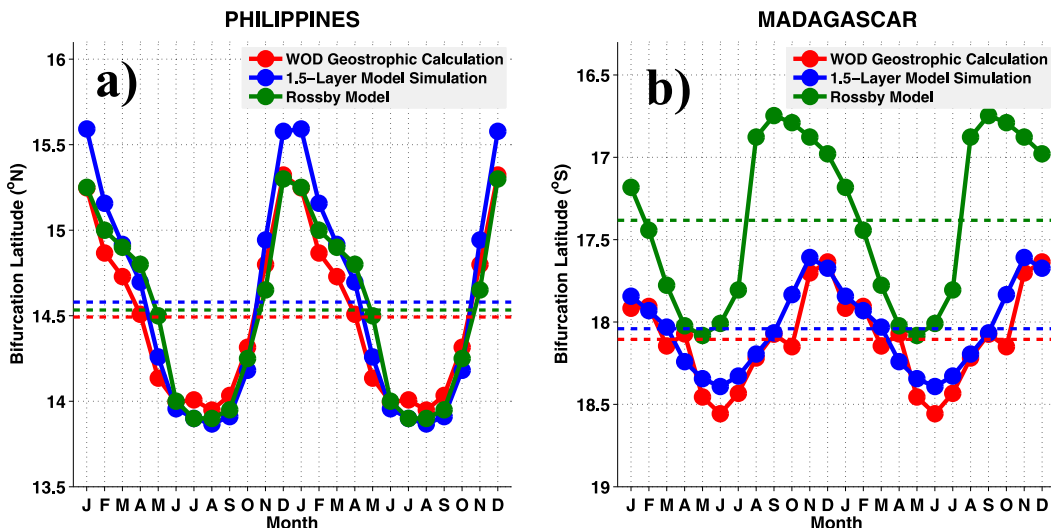 PHILIPPINES
a)
WOD Geostrophic Calculation
1.5-Layer Model Simulation
Rossby Model
Bifurcation Latitude (°N)
16
15.5
15
14.5
14
13.5
J F M A M J J A S O N D J F M A M J J A S O N D
Month
MADAGASCAR
b)
WOD Geostrophic Calculation
1.5-Layer Model Simulation
Rossby Model
Bifurcation Latitude (°S)
16.5
17
17.5
18
18.5
19
J F M A M J J A S O N D J F M A M J J A S O N D
Month